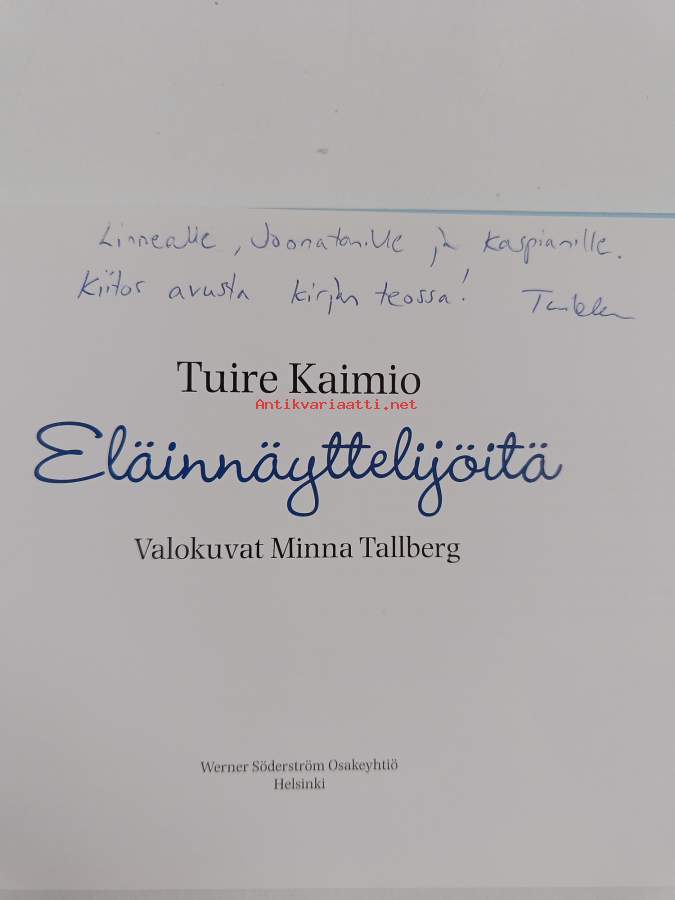 Linnealle, Joonatanille ja Kaspianille.
Kiitos avusta kirjan teossa!
Tuire Kaimio
Antikvariaatti.net
Eläinnäyttelijöitä
Valokuvat Minna Tallberg
Werner Söderström Osakeyhtiö
Helsinki